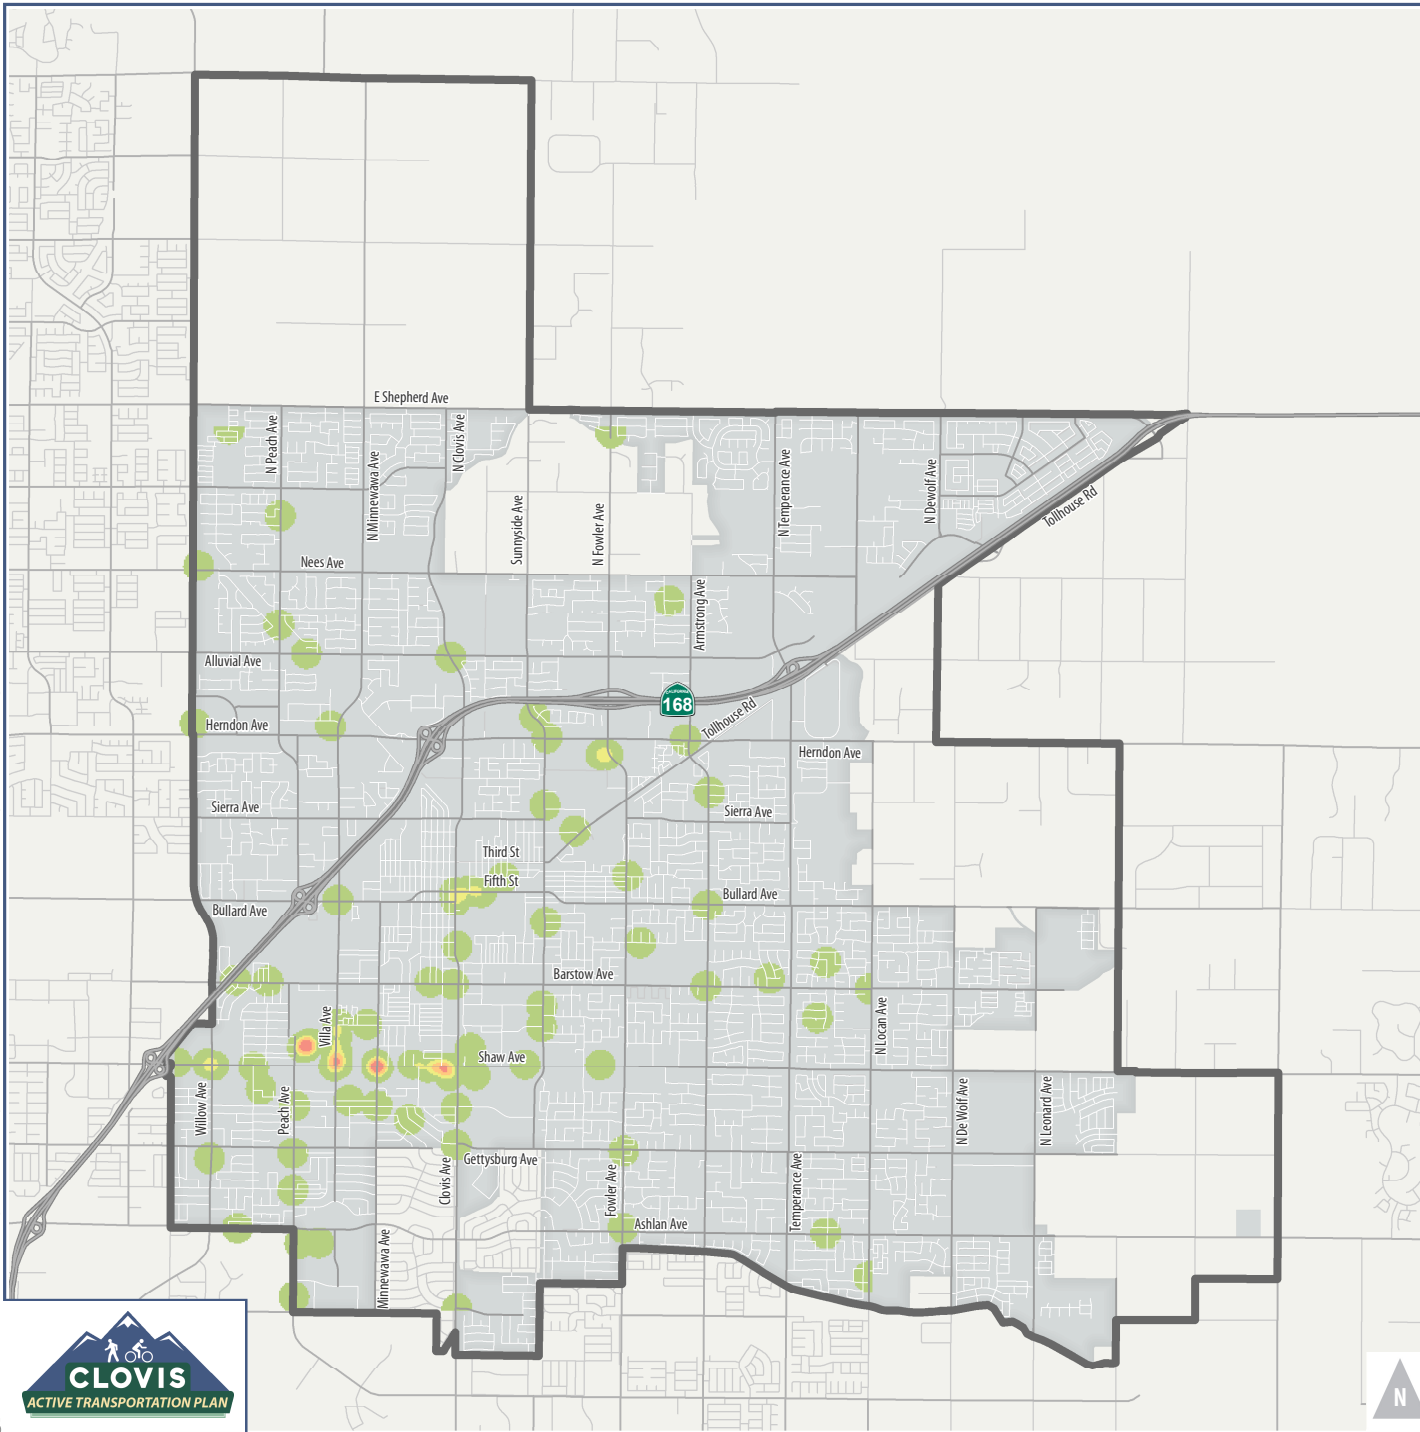 E Shepherd Ave
N Peach Ave
N Minnewawa Ave
N Clovis Ave
Sunnyside Ave
N Fowler Ave
N Temperance Ave
N Dewolf Ave
Tollhouse Rd
Nees Ave
Armstrong Ave
Alluvial Ave
CALIFORNIA
168
Tollhouse Rd
Herndon Ave
Herndon Ave
Sierra Ave
Sierra Ave
Third St
Fifth St
Bullard Ave
Bullard Ave
Barstow Ave
Villa Ave
N Locan Ave
Shaw Ave
Willow Ave
Peach Ave
N De Wolf Ave
N Leonard Ave
Gettysburg Ave
Clovis Ave
Fowler Ave
Temperance Ave
Ashlan Ave
Minnewawa Ave
CLOVIS
ACTIVE TRANSPORTATION PLAN
N